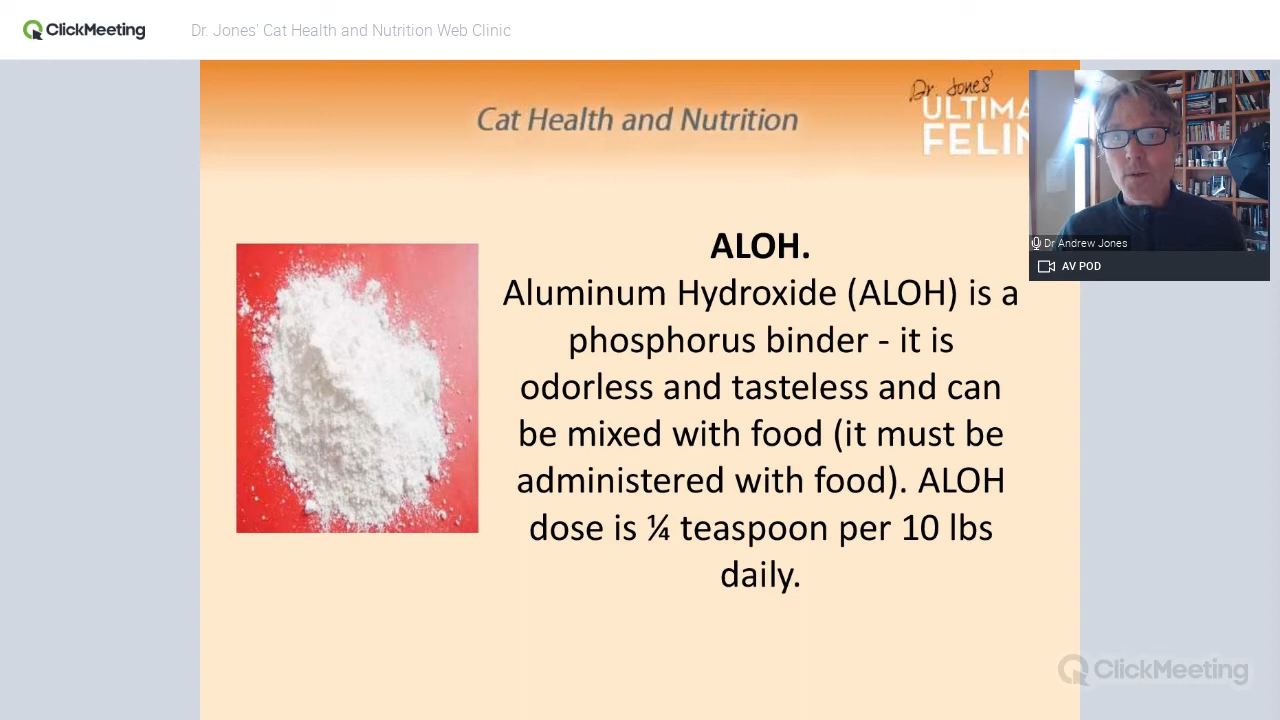 ClickMeeting
Dr. Jones' Cat Health and Nutrition Web Clinic
Cat Health and Nutrition
Dr. Jones'
ULTIMA
FELIN
Dr Andrew Jones
AV POD
ALOH.
Aluminum Hydroxide (ALOH) is a
phosphorus binder - it is
odorless and tasteless and can
be mixed with food (it must be
administered with food). ALOH
dose is ¼ teaspoon per 10 lbs
daily.
ClickMeeting